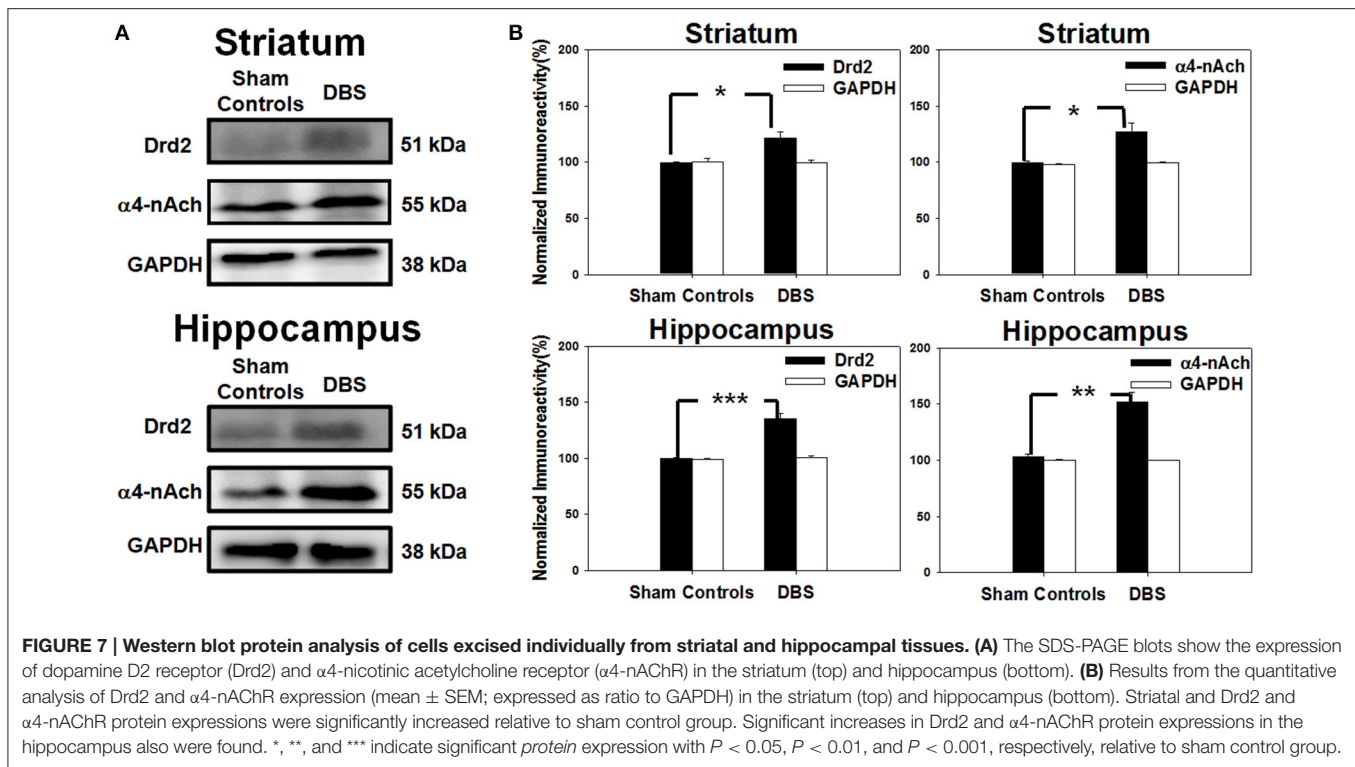 A
Striatum
Sham
Controls
DBS
Drd2
51 kDa
α4-nAch
55 kDa
GAPDH
38 kDa
Hippocampus
Sham
Controls
DBS
Drd2
51 kDa
α4-nAch
55 kDa
GAPDH
38 kDa
B
Striatum
Normalized Immunoreactivity(%)
200
150
100
50
0
Drd2
GAPDH
*
Sham Controls
DBS
Striatum
200
150
100
50
0
α4-nAch
GAPDH
*
Sham Controls
DBS
Hippocampus
Normalized Immunoreactivity(%)
200
150
100
50
0
Drd2
GAPDH
***
Sham Controls
DBS
Hippocampus
200
150
100
50
0
α4-nAch
GAPDH
**
Sham Controls
DBS
FIGURE 7 | Western blot protein analysis of cells excised individually from striatal and hippocampal tissues. (A) The SDS-PAGE blots show the expression
of dopamine D2 receptor (Drd2) and α4-nicotinic acetylcholine receptor (α4-nAChR) in the striatum (top) and hippocampus (bottom). (B) Results from the quantitative
analysis of Drd2 and α4-nAChR expression (mean ± SEM; expressed as ratio to GAPDH) in the striatum (top) and hippocampus (bottom). Striatal and Drd2 and
α4-nAChR protein expressions were significantly increased relative to sham control group. Significant increases in Drd2 and α4-nAChR protein expressions in the
hippocampus also were found. *, **, and *** indicate significant protein expression with P < 0.05, P < 0.01, and P < 0.001, respectively, relative to sham control group.